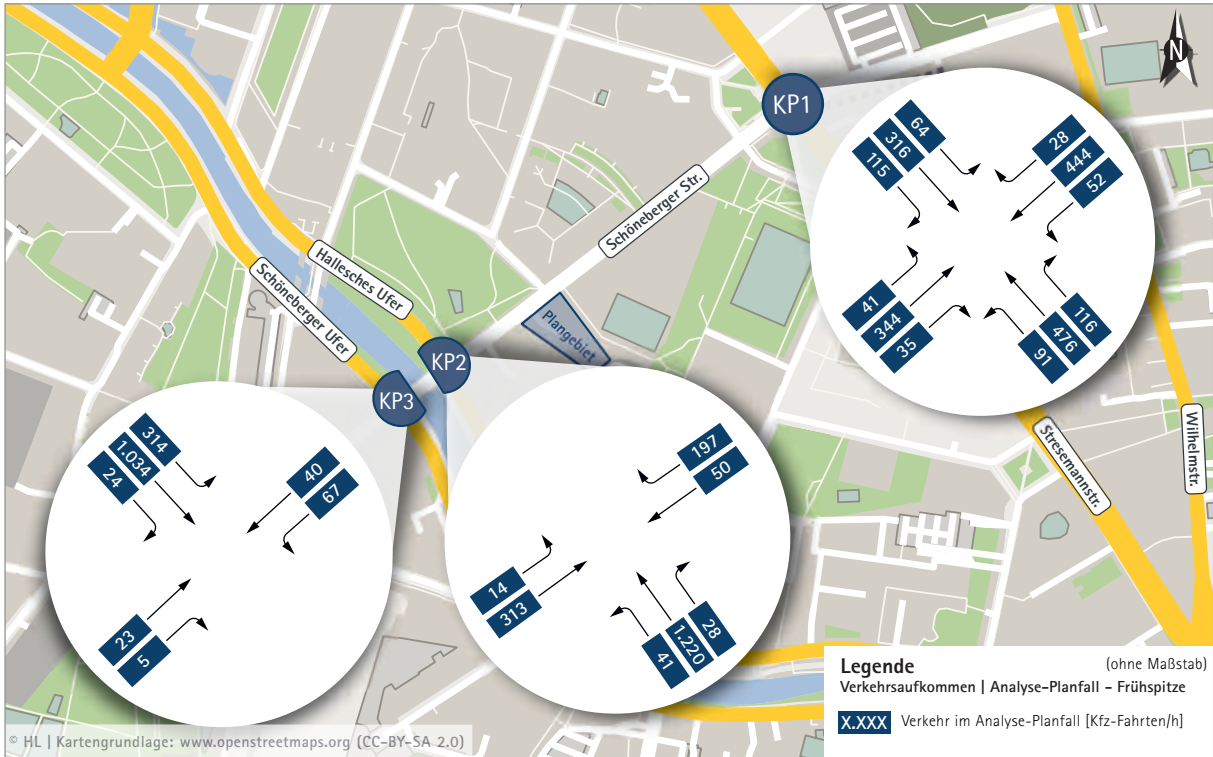 KP1
N
64
316
115
28
444
52
41
344
35
116
476
91
Schöneberger Str.
Hallesches Ufer
Schöneberger Ufer
Plangebiet
KP2
KP3
Stresemannstr.
Wilhelmstr.
314
1.034
24
40
67
23
5
197
50
14
313
28
1.220
41
Legende
(ohne Maßstab)
Verkehrsaufkommen | Analyse-Planfall - Frühspitze
X.XXX Verkehr im Analyse-Planfall [Kfz-Fahrten/h]
© HL | Kartengrundlage: www.openstreetmaps.org (CC-BY-SA 2.0)